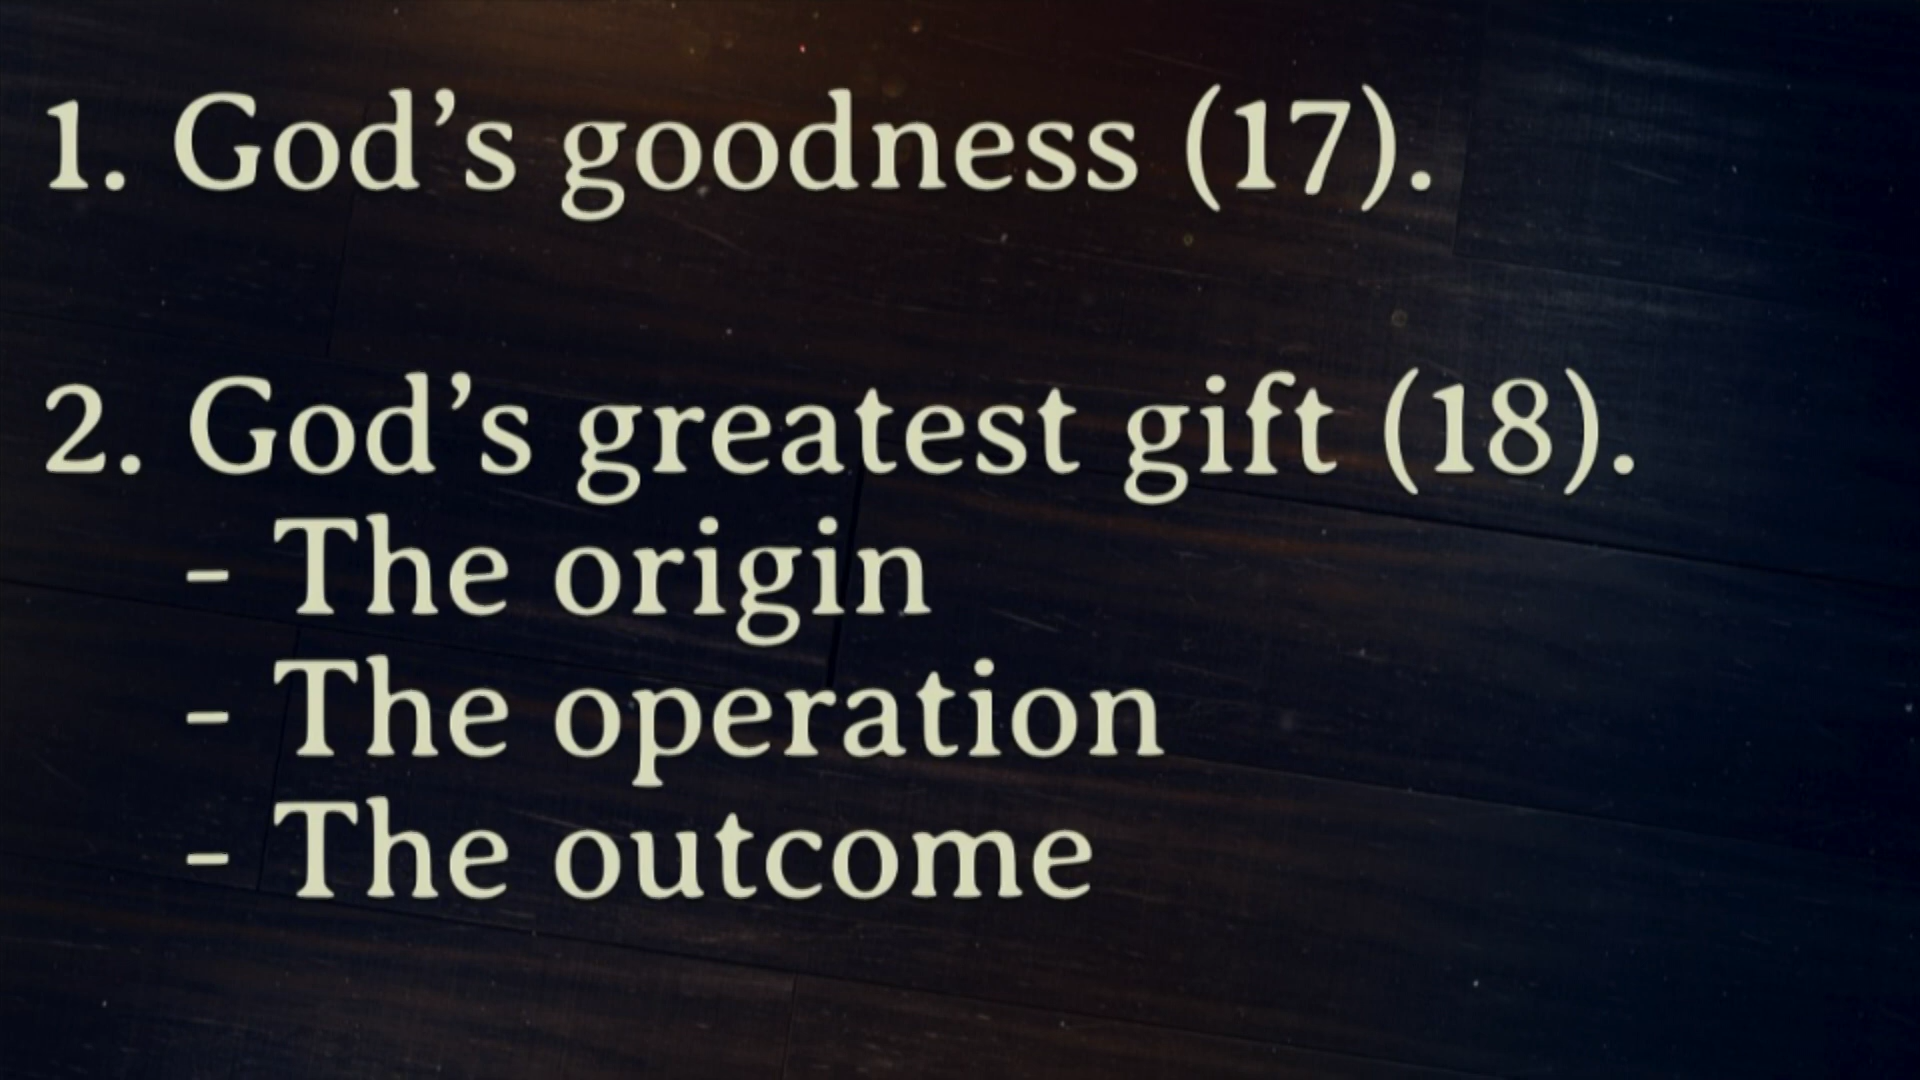 1. God’s goodness (17).
2. God’s greatest gift (18).
- The origin
- The operation
- The outcome